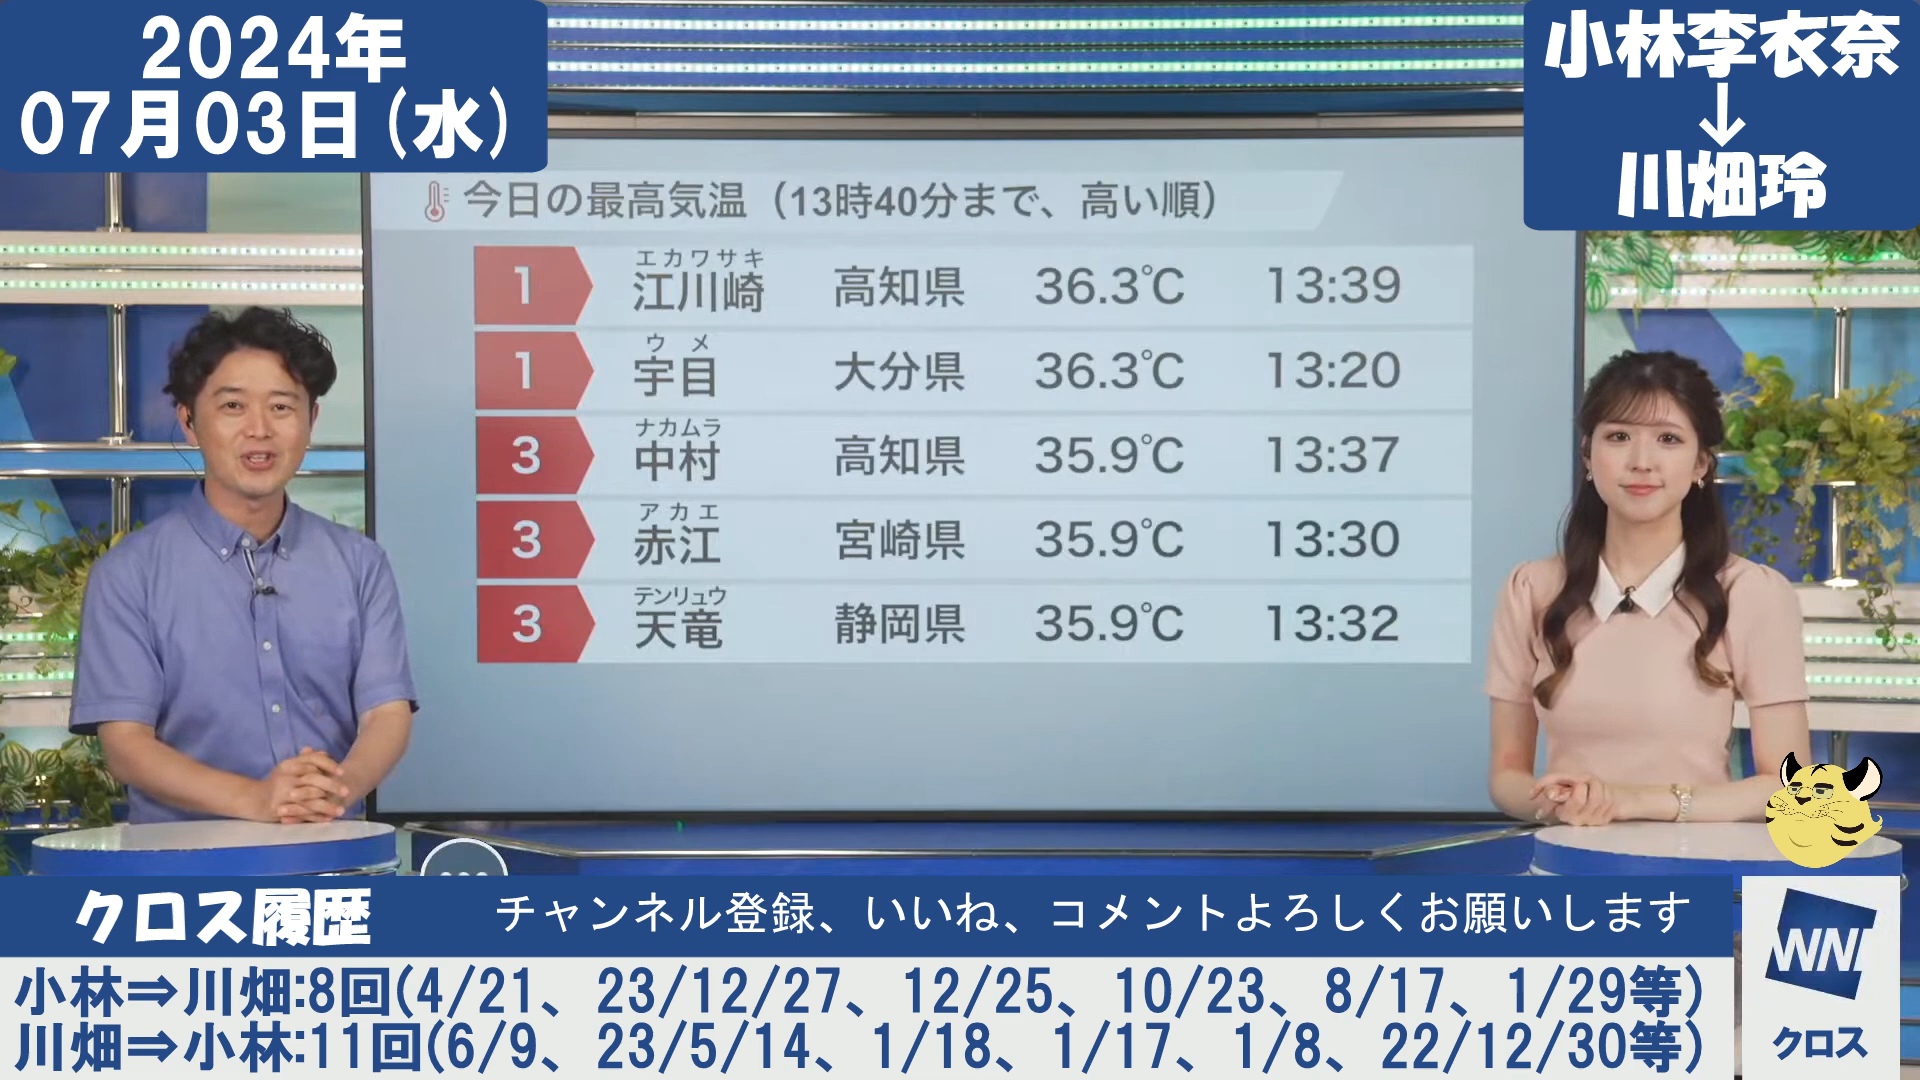 2024年
07月03日(水)
小林李衣奈
↓
川畑玲
今日の最高気温（13時40分まで、高い順）
エカワサキ
1 江川崎 高知県 36.3℃ 13:39
ウメ
1 宇目 大分県 36.3℃ 13:20
ナカムラ
3 中村 高知県 35.9℃ 13:37
アカエ
3 赤江 宮崎県 35.9℃ 13:30
テンリュウ
3 天竜 静岡県 35.9℃ 13:32
クロス履歴 チャンネル登録、いいね、コメントよろしくお願いします
小林⇒川畑:8回(4/21、23/12/27、12/25、10/23、8/17、1/29等)
川畑⇒小林:11回(6/9、23/5/14、1/18、1/17、1/8、22/12/30等)
WNI
クロス